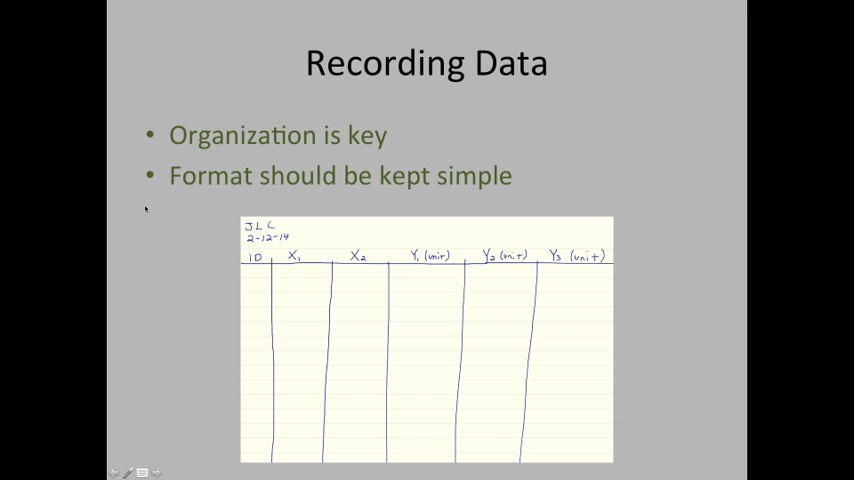 Recording Data
• Organization is key
• Format should be kept simple
JLC
2-12-14
ID X₁ X₂ Y₁ (unit) Y₂ (unit) Y₃ (unit)